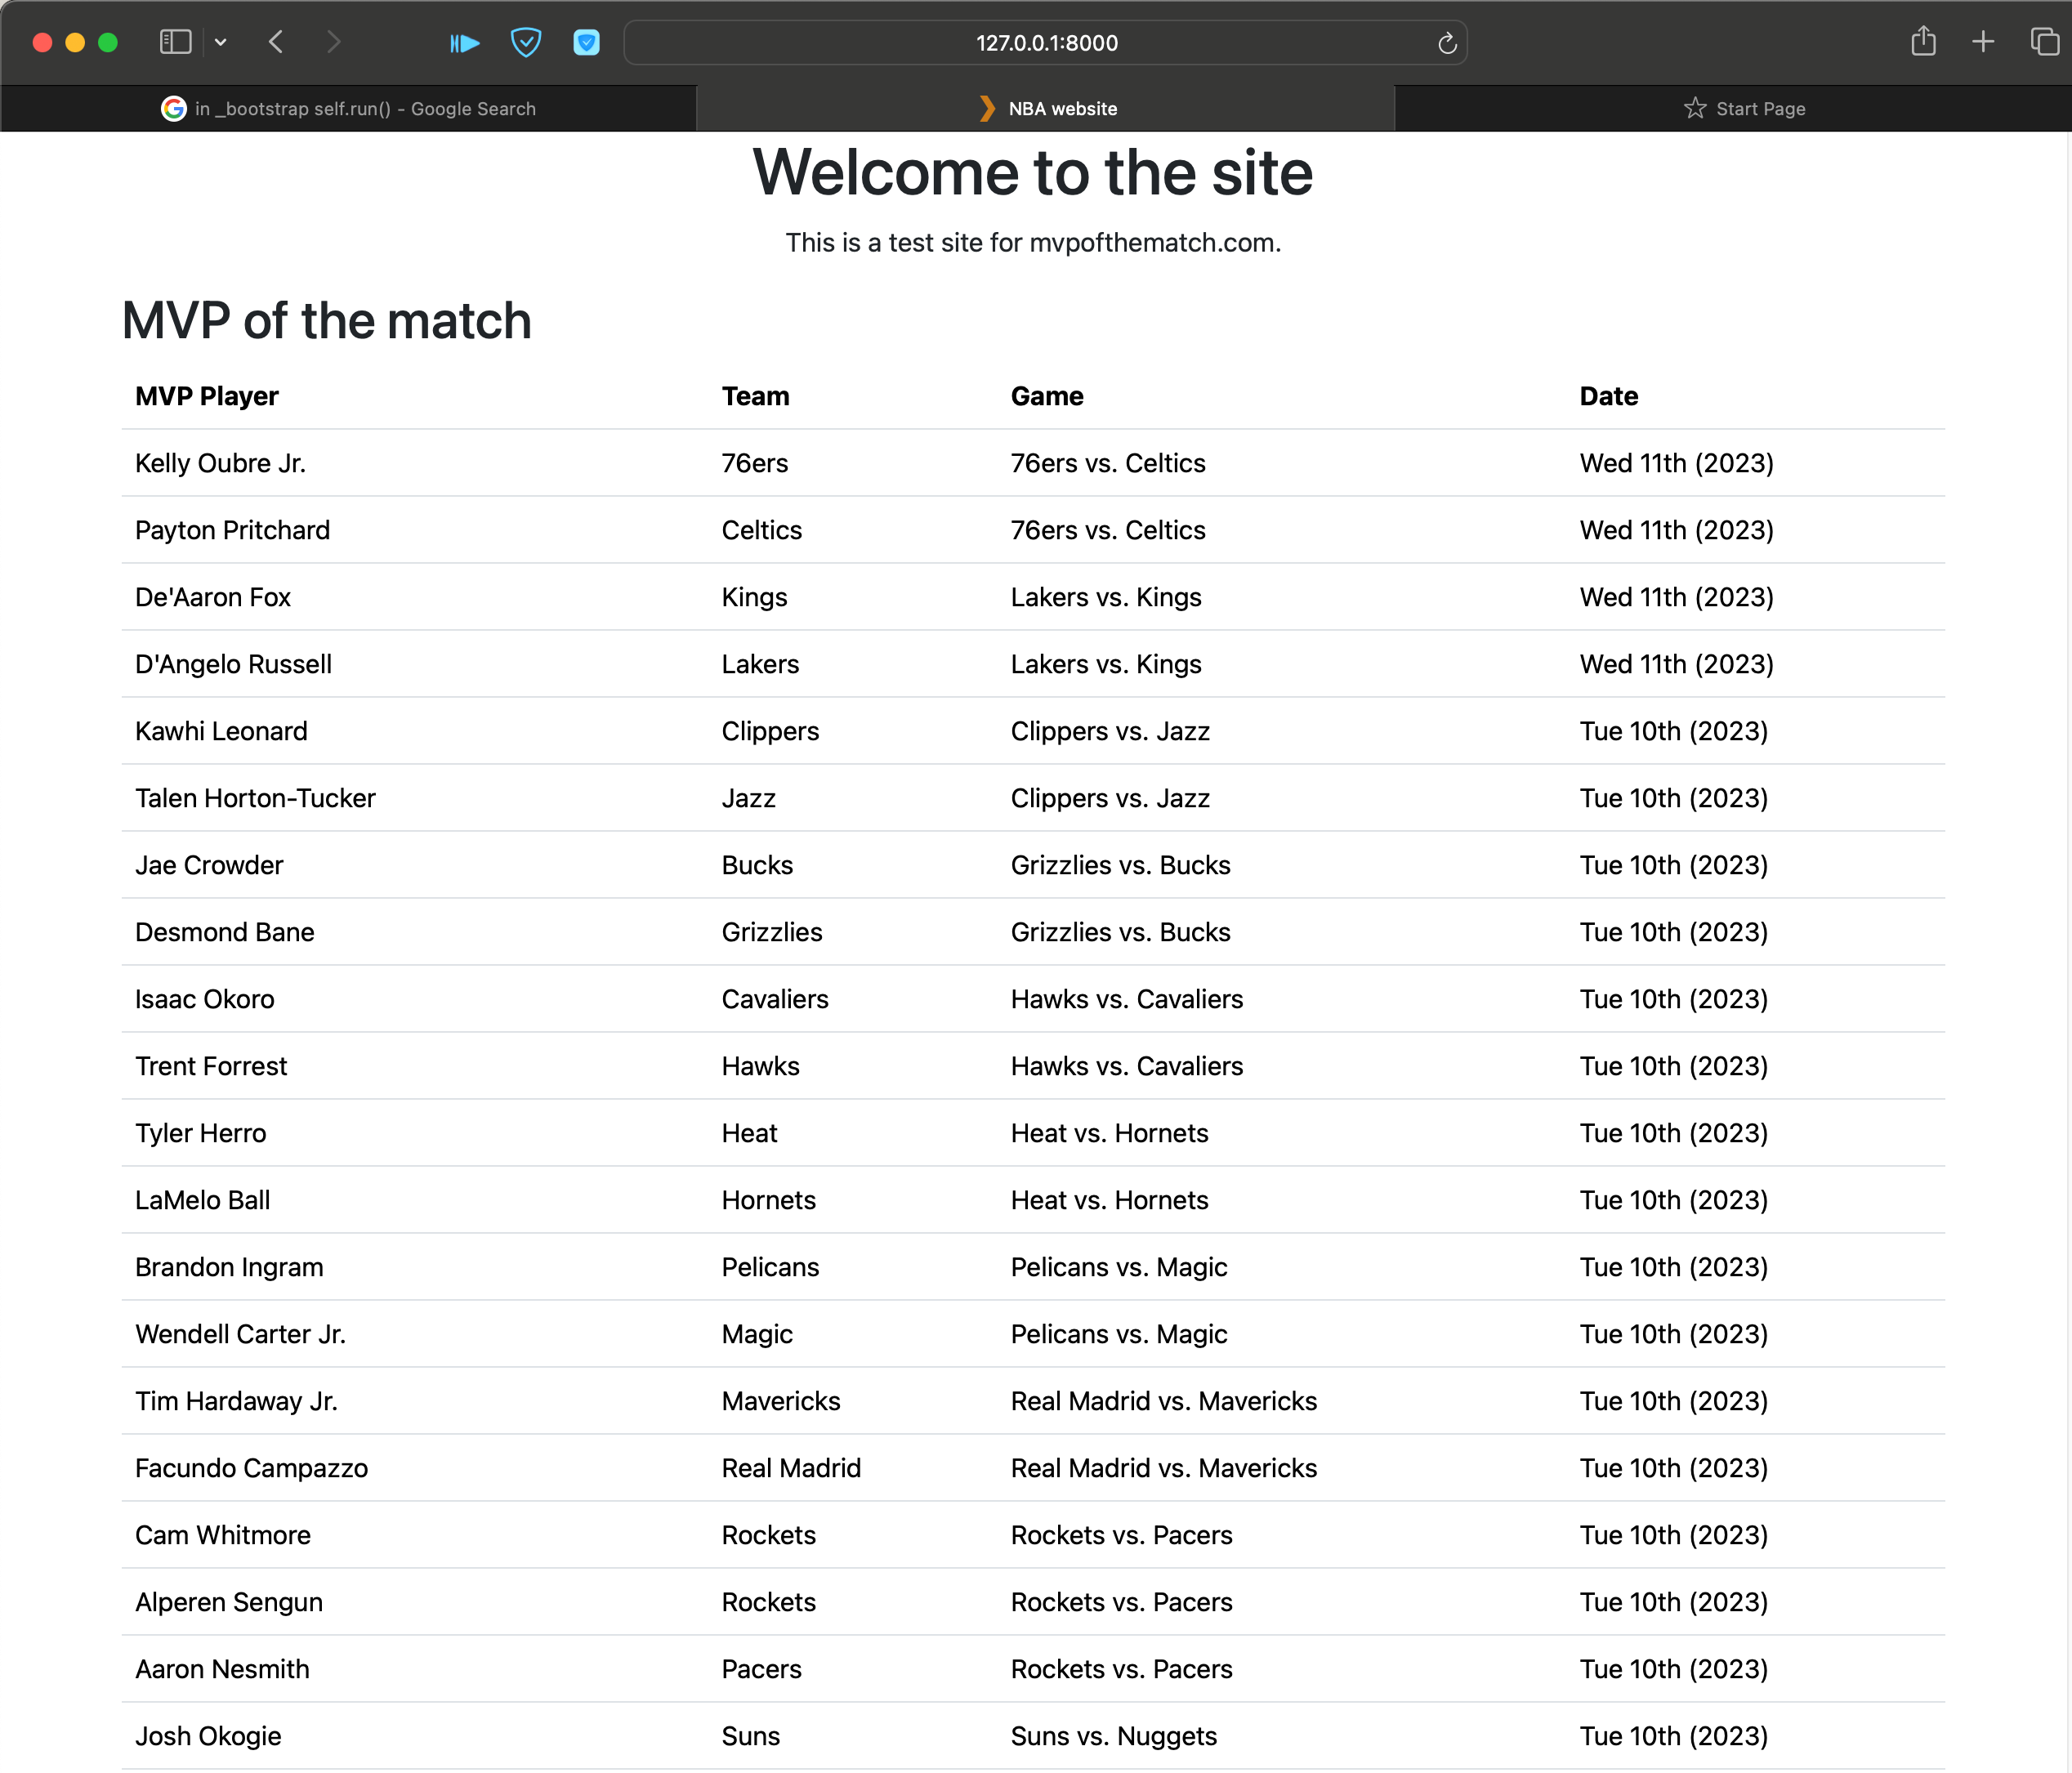 127.0.0.1:8000
in _bootstrap self.run() - Google Search
NBA website
Start Page
Welcome to the site
This is a test site for mvpofthematch.com.
MVP of the match
MVP Player Team Game Date
Kelly Oubre Jr. 76ers 76ers vs. Celtics Wed 11th (2023)
Payton Pritchard Celtics 76ers vs. Celtics Wed 11th (2023)
De'Aaron Fox Kings Lakers vs. Kings Wed 11th (2023)
D'Angelo Russell Lakers Lakers vs. Kings Wed 11th (2023)
Kawhi Leonard Clippers Clippers vs. Jazz Tue 10th (2023)
Talen Horton-Tucker Jazz Clippers vs. Jazz Tue 10th (2023)
Jae Crowder Bucks Grizzlies vs. Bucks Tue 10th (2023)
Desmond Bane Grizzlies Grizzlies vs. Bucks Tue 10th (2023)
Isaac Okoro Cavaliers Hawks vs. Cavaliers Tue 10th (2023)
Trent Forrest Hawks Hawks vs. Cavaliers Tue 10th (2023)
Tyler Herro Heat Heat vs. Hornets Tue 10th (2023)
LaMelo Ball Hornets Heat vs. Hornets Tue 10th (2023)
Brandon Ingram Pelicans Pelicans vs. Magic Tue 10th (2023)
Wendell Carter Jr. Magic Pelicans vs. Magic Tue 10th (2023)
Tim Hardaway Jr. Mavericks Real Madrid vs. Mavericks Tue 10th (2023)
Facundo Campazzo Real Madrid Real Madrid vs. Mavericks Tue 10th (2023)
Cam Whitmore Rockets Rockets vs. Pacers Tue 10th (2023)
Alperen Sengun Rockets Rockets vs. Pacers Tue 10th (2023)
Aaron Nesmith Pacers Rockets vs. Pacers Tue 10th (2023)
Josh Okogie Suns Suns vs. Nuggets Tue 10th (2023)